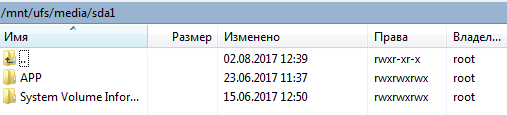 /mnt/ufs/media/sda1
Имя Размер Изменено Права Владел...
.. 02.08.2017 12:39 rwxr-xr-x root
APP 23.06.2017 11:37 rwxrwxrwx root
System Volume Infor... 15.06.2017 12:50 rwxrwxrwx root